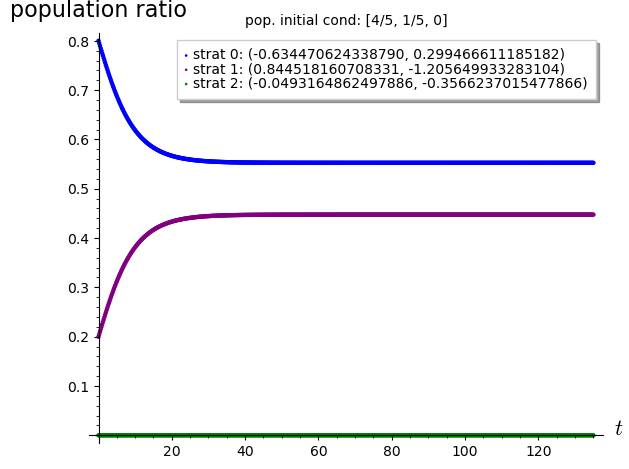 population ratio
pop. initial cond: [4/5, 1/5, 0]
strat 0: (-0.634470624338790, 0.299466611185182)
strat 1: (0.844518160708331, -1.205649933283104)
strat 2: (-0.0493164862497886, -0.3566237015477866)
0.8
0.7
0.6
0.5
0.4
0.3
0.2
0.1
20 40 60 80 100 120
t